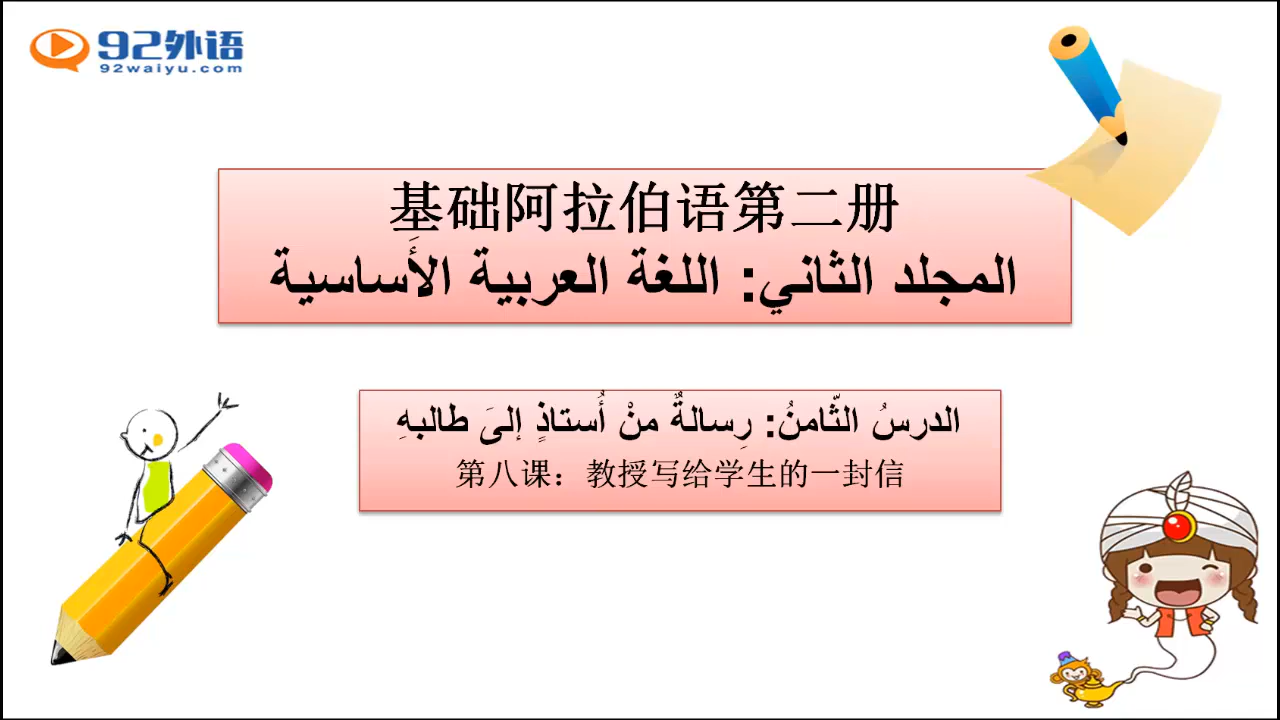 92外语
92waiyu.com
基础阿拉伯语第二册
المجلد الثاني: اللغة العربية الأَساسية
الدرسُ الثّامنُ: رِسالةٌ منْ أُستاذٍ إلىَ طالبهِ
第八课：教授写给学生的一封信